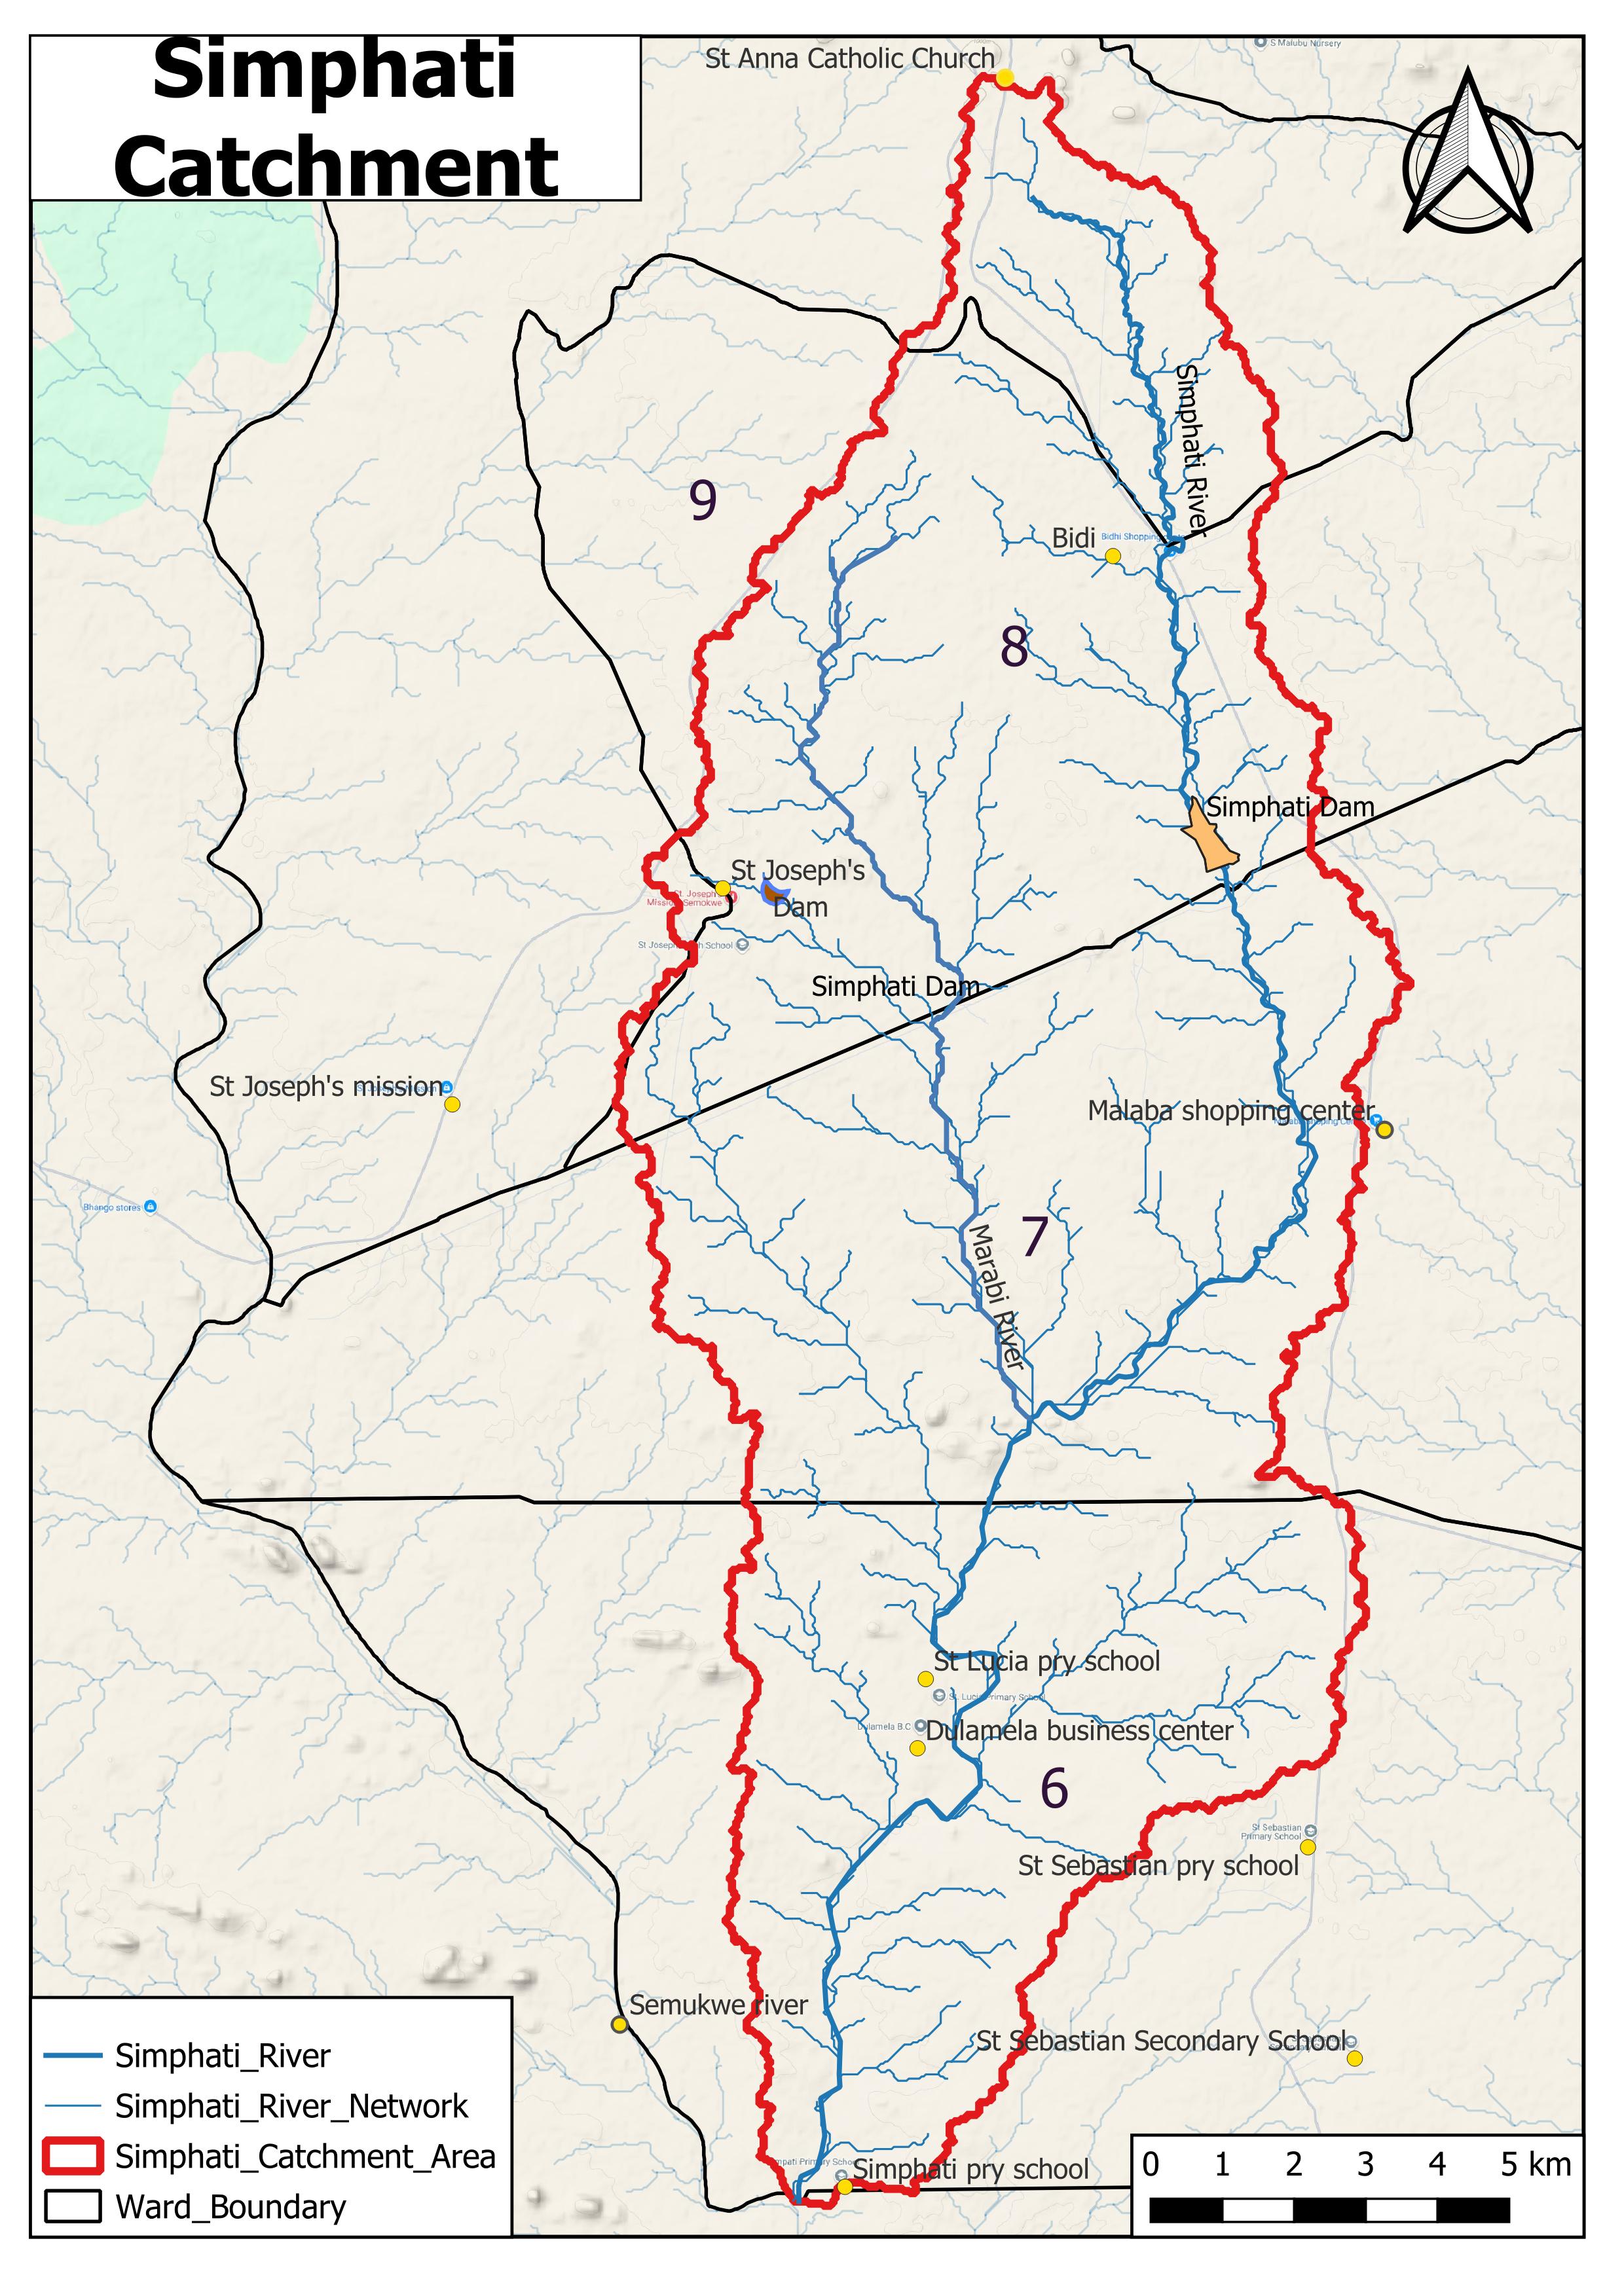 Simphati
Catchment
St Anna Catholic Church
S Malubu Nursery
Simphati River
9
Bidi
Bidhi Shopping
8
Simphati Dam
St Joseph's
Dam
St. Joseph's
Mission Semokwe
St Joseph
h School
Simphati Dam
St Joseph's mission
Malaba shopping center
Bhango stores
7
Marabi River
St Lucia pry school
St. Lucia Primary School
Dulamela B.C
Dulamela business center
6
St Sebastian
Primary School
St Sebastian pry school
Semukwe river
St Sebastian Secondary School
Simphati pry school
Simphati_River
Simphati_River_Network
Simphati_Catchment_Area
Ward_Boundary
0 1 2 3 4 5 km